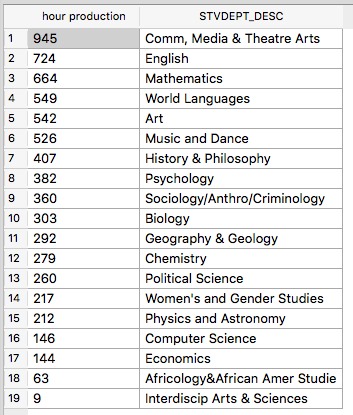 hour production STVDEPT_DESC
1 945 Comm, Media & Theatre Arts
2 724 English
3 664 Mathematics
4 549 World Languages
5 542 Art
6 526 Music and Dance
7 407 History & Philosophy
8 382 Psychology
9 360 Sociology/Anthro/Criminology
10 303 Biology
11 292 Geography & Geology
12 279 Chemistry
13 260 Political Science
14 217 Women's and Gender Studies
15 212 Physics and Astronomy
16 146 Computer Science
17 144 Economics
18 63 Africology&African Amer Studie
19 9 Interdiscip Arts & Sciences